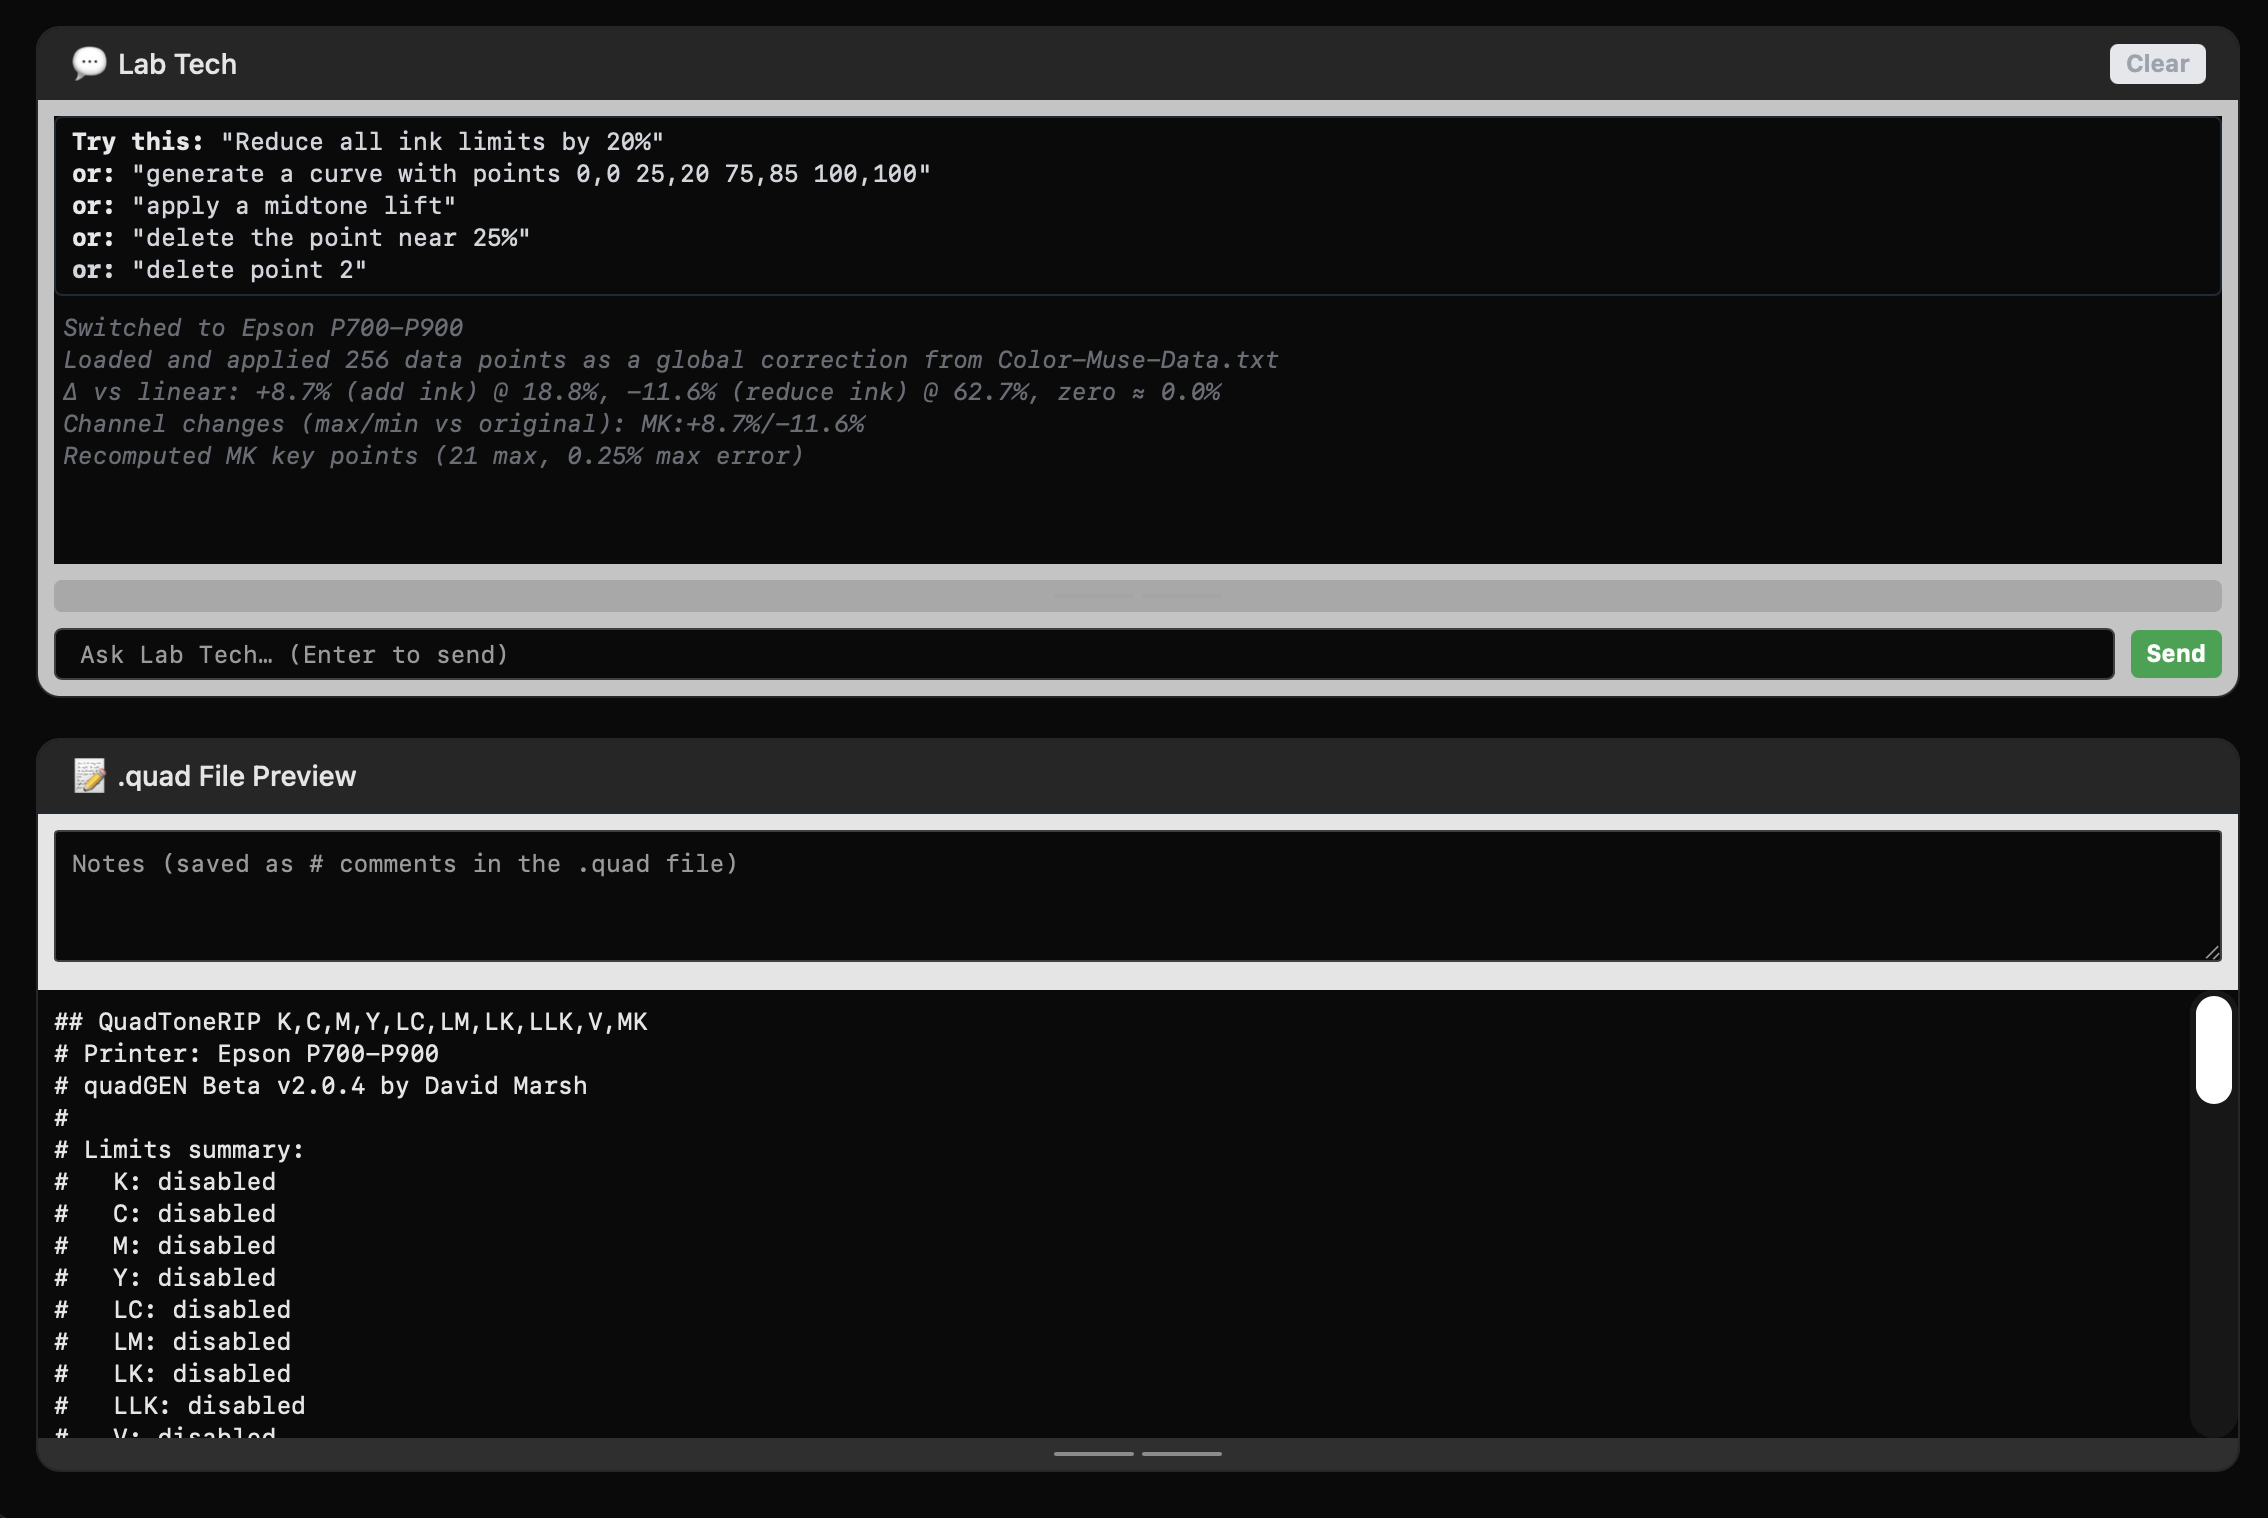 💬 Lab Tech
Clear
Try this: "Reduce all ink limits by 20%"
or: "generate a curve with points 0,0 25,20 75,85 100,100"
or: "apply a midtone lift"
or: "delete the point near 25%"
or: "delete point 2"
Switched to Epson P700–P900
Loaded and applied 256 data points as a global correction from Color-Muse-Data.txt
Δ vs linear: +8.7% (add ink) @ 18.8%, −11.6% (reduce ink) @ 62.7%, zero ≈ 0.0%
Channel changes (max/min vs original): MK:+8.7%/−11.6%
Recomputed MK key points (21 max, 0.25% max error)
Ask Lab Tech… (Enter to send)
Send
📝 .quad File Preview
Notes (saved as # comments in the .quad file)
## QuadToneRIP K,C,M,Y,LC,LM,LK,LLK,V,MK
# Printer: Epson P700–P900
# quadGEN Beta v2.0.4 by David Marsh
#
# Limits summary:
#   K: disabled
#   C: disabled
#   M: disabled
#   Y: disabled
#   LC: disabled
#   LM: disabled
#   LK: disabled
#   LLK: disabled
#   V: disabled